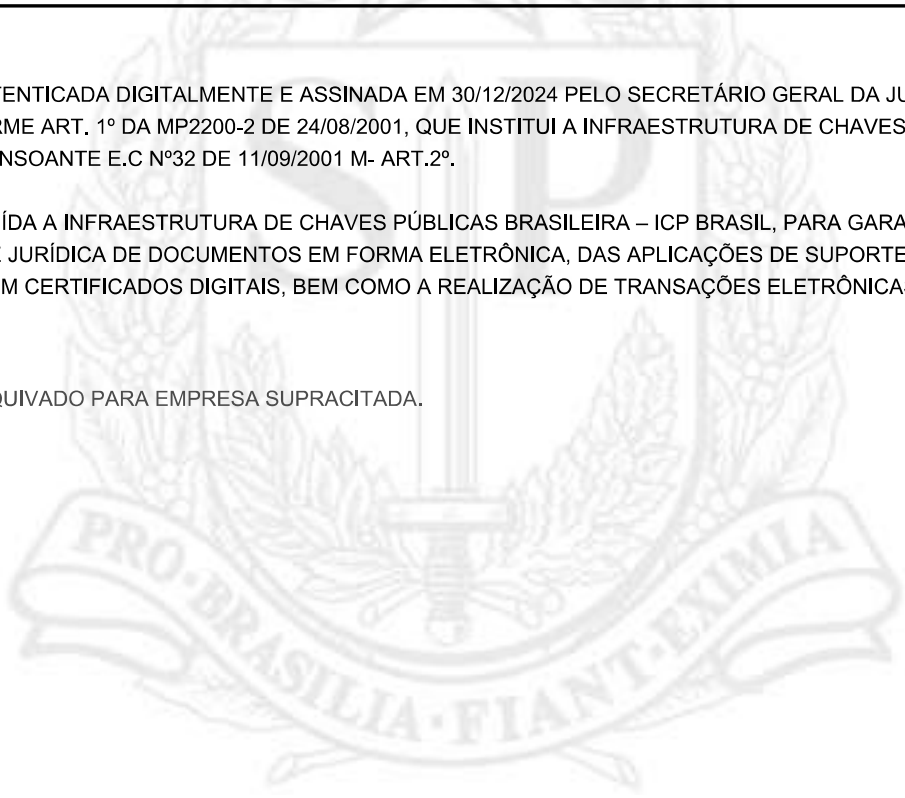 TENTICADA DIGITALMENTE E ASSINADA EM 30/12/2024 PELO SECRETÁRIO GERAL DA JU
RME ART. 1º DA MP2200-2 DE 24/08/2001, QUE INSTITUI A INFRAESTRUTURA DE CHAVES
NSOANTE E.C Nº32 DE 11/09/2001 M- ART.2º.
ÍDA A INFRAESTRUTURA DE CHAVES PÚBLICAS BRASILEIRA – ICP BRASIL, PARA GARA
E JURÍDICA DE DOCUMENTOS EM FORMA ELETRÔNICA, DAS APLICAÇÕES DE SUPORTE
M CERTIFICADOS DIGITAIS, BEM COMO A REALIZAÇÃO DE TRANSAÇÕES ELETRÔNICAS
QUIVADO PARA EMPRESA SUPRACITADA.
SP
PRO·BRASILIA·FIANT·EXIMIA